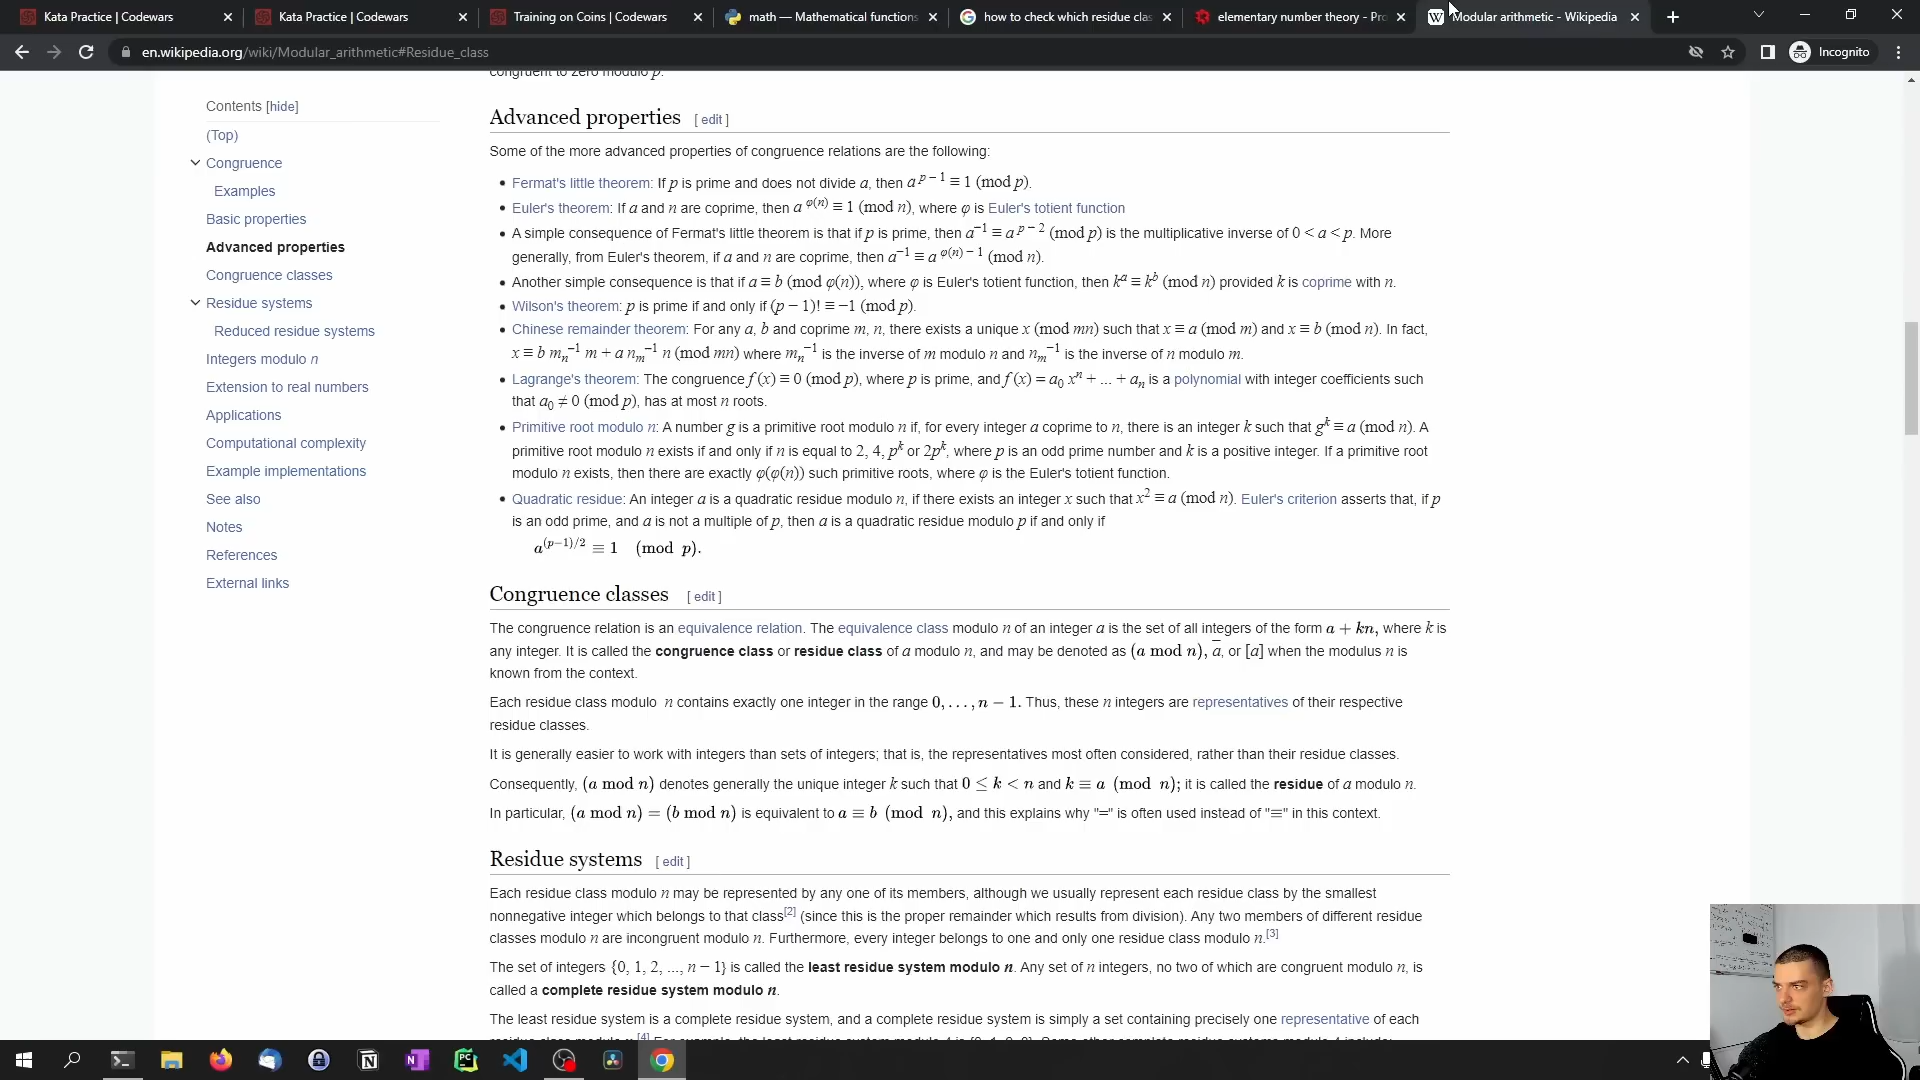 Kata Practice | Codewars
Kata Practice | Codewars
Training on Coins | Codewars
math — Mathematical functions
how to check which residue clas
elementary number theory - Pro
Modular arithmetic - Wikipedia
en.wikipedia.org/wiki/Modular_arithmetic#Residue_class
Incognito
congruent to zero modulo p.
Contents [hide]
(Top)
Congruence
Examples
Basic properties
Advanced properties
Congruence classes
Residue systems
Reduced residue systems
Integers modulo n
Extension to real numbers
Applications
Computational complexity
Example implementations
See also
Notes
References
External links
Advanced properties [ edit ]
Some of the more advanced properties of congruence relations are the following:
• Fermat's little theorem: If p is prime and does not divide a, then a^{p − 1} ≡ 1 (mod p).
• Euler's theorem: If a and n are coprime, then a^{φ(n)} ≡ 1 (mod n), where φ is Euler's totient function
• A simple consequence of Fermat's little theorem is that if p is prime, then a^{−1} ≡ a^{p − 2} (mod p) is the multiplicative inverse of 0 < a < p. More
generally, from Euler's theorem, if a and n are coprime, then a^{−1} ≡ a^{φ(n) − 1} (mod n).
• Another simple consequence is that if a ≡ b (mod φ(n)), where φ is Euler's totient function, then k^a ≡ k^b (mod n) provided k is coprime with n.
• Wilson's theorem: p is prime if and only if (p − 1)! ≡ −1 (mod p).
• Chinese remainder theorem: For any a, b and coprime m, n, there exists a unique x (mod mn) such that x ≡ a (mod m) and x ≡ b (mod n). In fact,
x ≡ b m_n^{−1} m + a n_m^{−1} n (mod mn) where m_n^{−1} is the inverse of m modulo n and n_m^{−1} is the inverse of n modulo m.
• Lagrange's theorem: The congruence f (x) ≡ 0 (mod p), where p is prime, and f (x) = a_0 x^n + ... + a_n is a polynomial with integer coefficients such
that a_0 ≠ 0 (mod p), has at most n roots.
• Primitive root modulo n: A number g is a primitive root modulo n if, for every integer a coprime to n, there is an integer k such that g^k ≡ a (mod n). A
primitive root modulo n exists if and only if n is equal to 2, 4, p^k or 2p^k, where p is an odd prime number and k is a positive integer. If a primitive root
modulo n exists, then there are exactly φ(φ(n)) such primitive roots, where φ is the Euler's totient function.
• Quadratic residue: An integer a is a quadratic residue modulo n, if there exists an integer x such that x^2 ≡ a (mod n). Euler's criterion asserts that, if p
is an odd prime, and a is not a multiple of p, then a is a quadratic residue modulo p if and only if
a^{(p−1)/2} ≡ 1 (mod p).
Congruence classes [ edit ]
The congruence relation is an equivalence relation. The equivalence class modulo n of an integer a is the set of all integers of the form a + kn, where k is
any integer. It is called the congruence class or residue class of a modulo n, and may be denoted as (a mod n), a̅, or [a] when the modulus n is
known from the context.
Each residue class modulo n contains exactly one integer in the range 0, . . . , n − 1. Thus, these n integers are representatives of their respective
residue classes.
It is generally easier to work with integers than sets of integers; that is, the representatives most often considered, rather than their residue classes.
Consequently, (a mod n) denotes generally the unique integer k such that 0 ≤ k < n and k ≡ a (mod n); it is called the residue of a modulo n.
In particular, (a mod n) = (b mod n) is equivalent to a ≡ b (mod n), and this explains why "=" is often used instead of "≡" in this context.
Residue systems [ edit ]
Each residue class modulo n may be represented by any one of its members, although we usually represent each residue class by the smallest
nonnegative integer which belongs to that class[2] (since this is the proper remainder which results from division). Any two members of different residue
classes modulo n are incongruent modulo n. Furthermore, every integer belongs to one and only one residue class modulo n.[3]
The set of integers {0, 1, 2, ..., n − 1} is called the least residue system modulo n. Any set of n integers, no two of which are congruent modulo n, is
called a complete residue system modulo n.
The least residue system is a complete residue system, and a complete residue system is simply a set containing precisely one representative of each